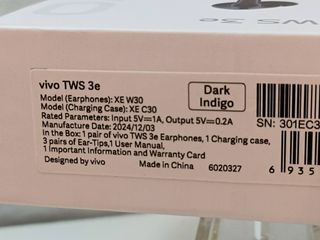 WS 3e
vivo TWS 3e
Dark
Indigo
Model (Earphones): XE W30
Model (Charging Case): XE C30
Rated Parameters: Input 5V⎓1A, Output 5V⎓0.2A
Manufacture Date: 2024/12/03
In the Box: 1 pair of vivo TWS 3e Earphones, 1 Charging case,
3 pairs of Ear-Tips,1 User Manual,
1 Important Information and Warranty Card
Designed by vivo Made in China 6020327
SN: 301EC3
6 935